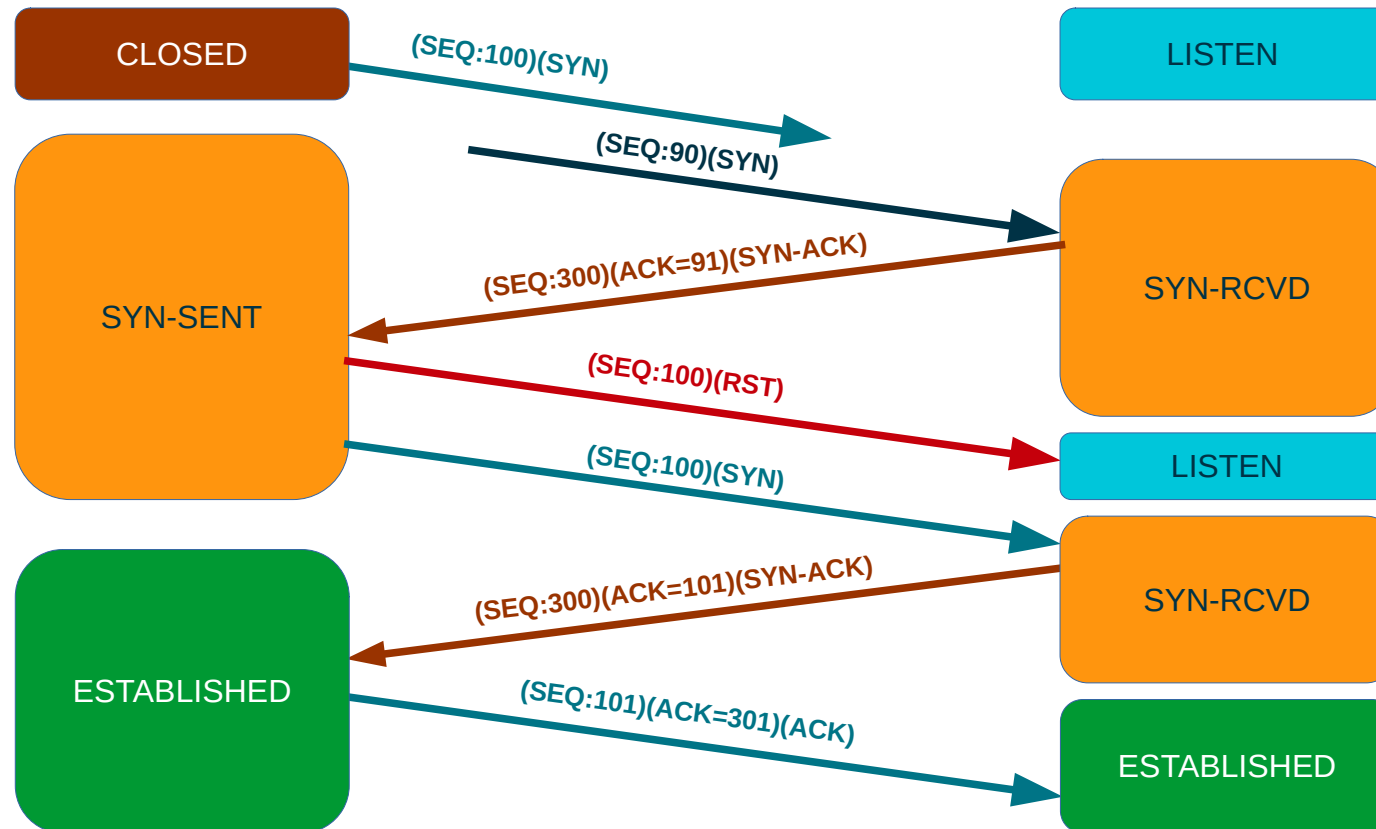 CLOSED
(SEQ:100)(SYN)
LISTEN
(SEQ:90)(SYN)
(SEQ:300)(ACK=91)(SYN-ACK)
SYN-SENT
SYN-RCVD
(SEQ:100)(RST)
(SEQ:100)(SYN)
LISTEN
(SEQ:300)(ACK=101)(SYN-ACK)
SYN-RCVD
ESTABLISHED
(SEQ:101)(ACK=301)(ACK)
ESTABLISHED